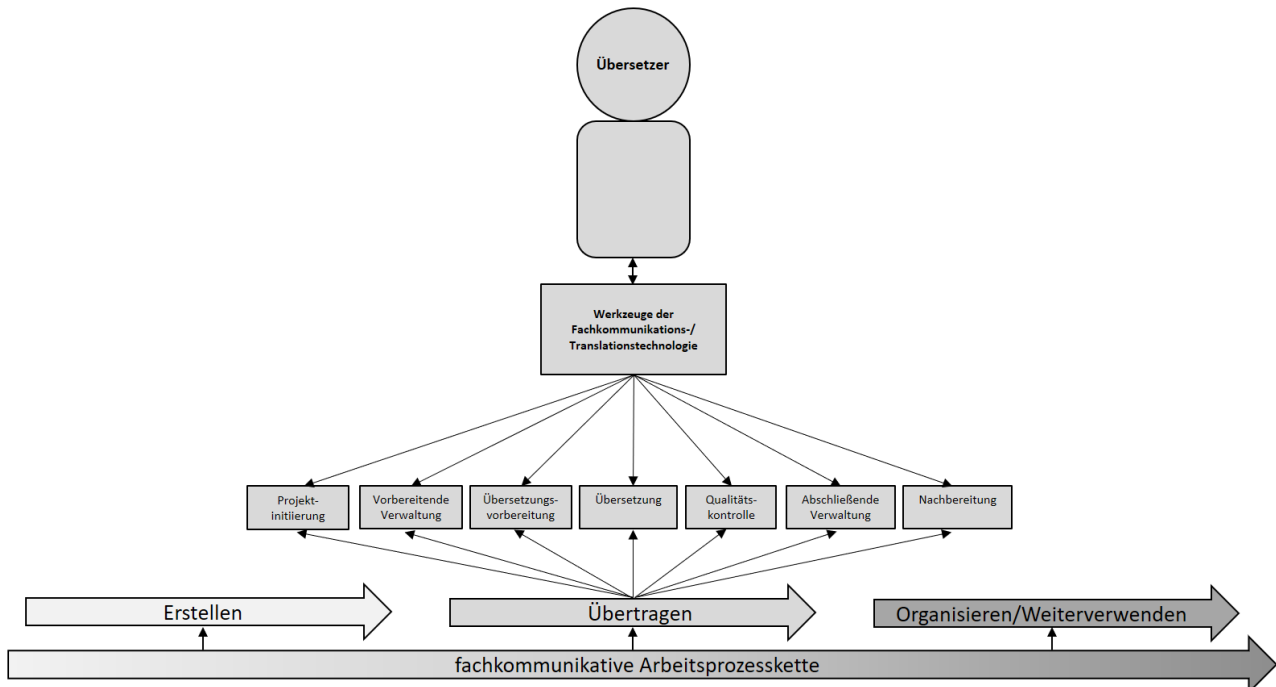 Übersetzer
Werkzeuge der
Fachkommunikations-/
Translationstechnologie
Projekt-
initiierung
Vorbereitende
Verwaltung
Übersetzungs-
vorbereitung
Übersetzung
Qualitäts-
kontrolle
Abschließende
Verwaltung
Nachbereitung
Erstellen
Übertragen
Organisieren/Weiterverwenden
fachkommunikative Arbeitsprozesskette